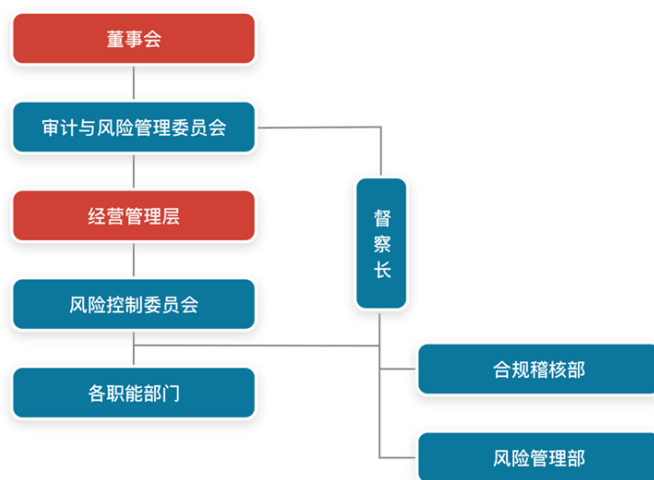 董事会
审计与风险管理委员会
经营管理层
督察长
风险控制委员会
合规稽核部
各职能部门
风险管理部